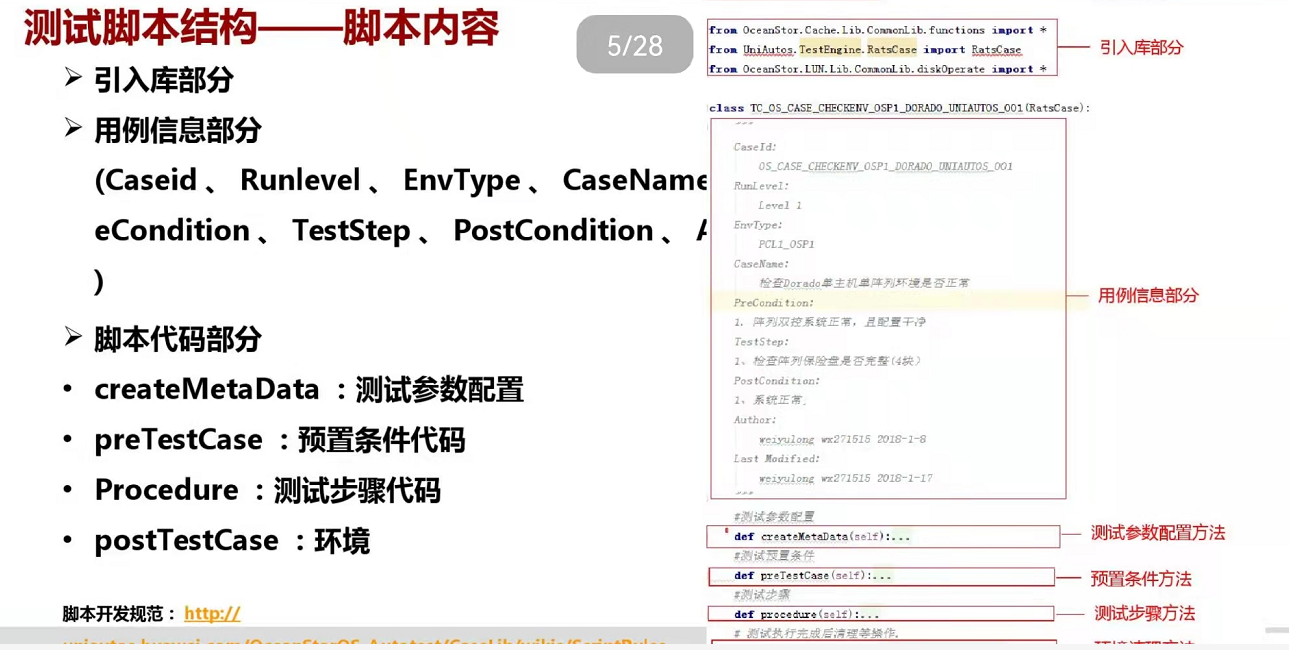 测试脚本结构——脚本内容
5/28
➢ 引入库部分
➢ 用例信息部分
(Caseid 、 Runlevel 、 EnvType 、 CaseName
eCondition 、 TestStep 、 PostCondition 、
)
➢ 脚本代码部分
• createMetaData ：测试参数配置
• preTestCase ：预置条件代码
• Procedure ：测试步骤代码
• postTestCase ：环境
脚本开发规范： http://
from OceanStor.Cache.Lib.CommonLib.functions import *
from UniAutos.TestEngine.RatsCase import RatsCase
from OceanStor.LUN.Lib.CommonLib.diskOperate import *
引入库部分
class TC_OS_CASE_CHECKENV_OSP1_DORADO_UNIAUTOS_001(RatsCase):
"""
CaseId:
OS_CASE_CHECKENV_OSP1_DORADO_UNIAUTOS_001
RunLevel:
Level 1
EnvType:
PCL1_OSP1
CaseName:
检查Dorado单主机单阵列环境是否正常
PreCondition:
1. 阵列双控系统正常，且配置干净
TestStep:
1、检查阵列保险盘是否完整(4块)
PostCondition:
1、系统正常。
Author:
weiyulong wx271515 2018-1-8
Last Modified:
weiyulong wx271515 2018-1-17
"""
用例信息部分
#测试参数配置
def createMetaData(self):...
测试参数配置方法
#测试预置条件
def preTestCase(self):...
预置条件方法
#测试步骤
def procedure(self):...
测试步骤方法
# 测试执行完成后清理等操作.